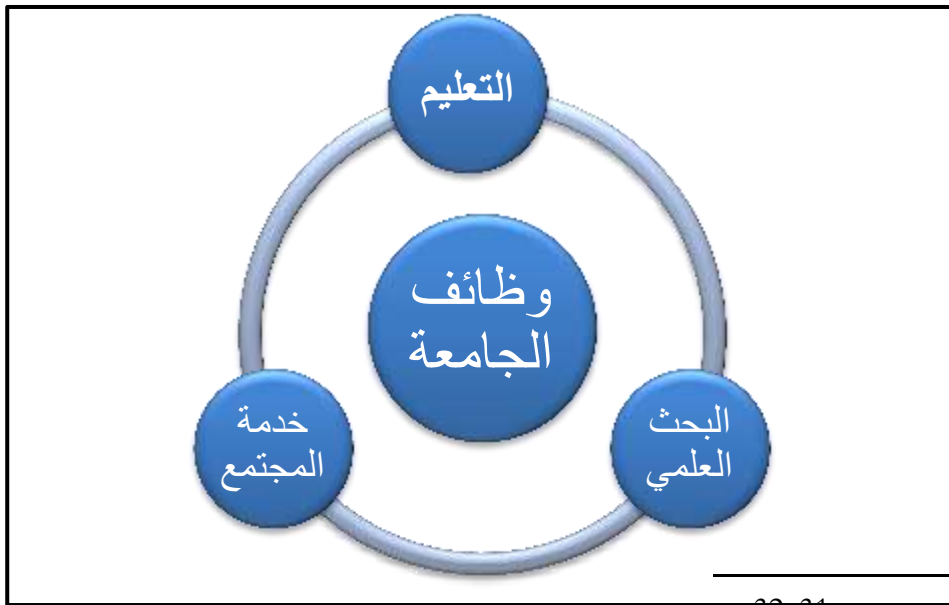 التعليم
وظائف
الجامعة
البحث
العلمي
خدمة
المجتمع